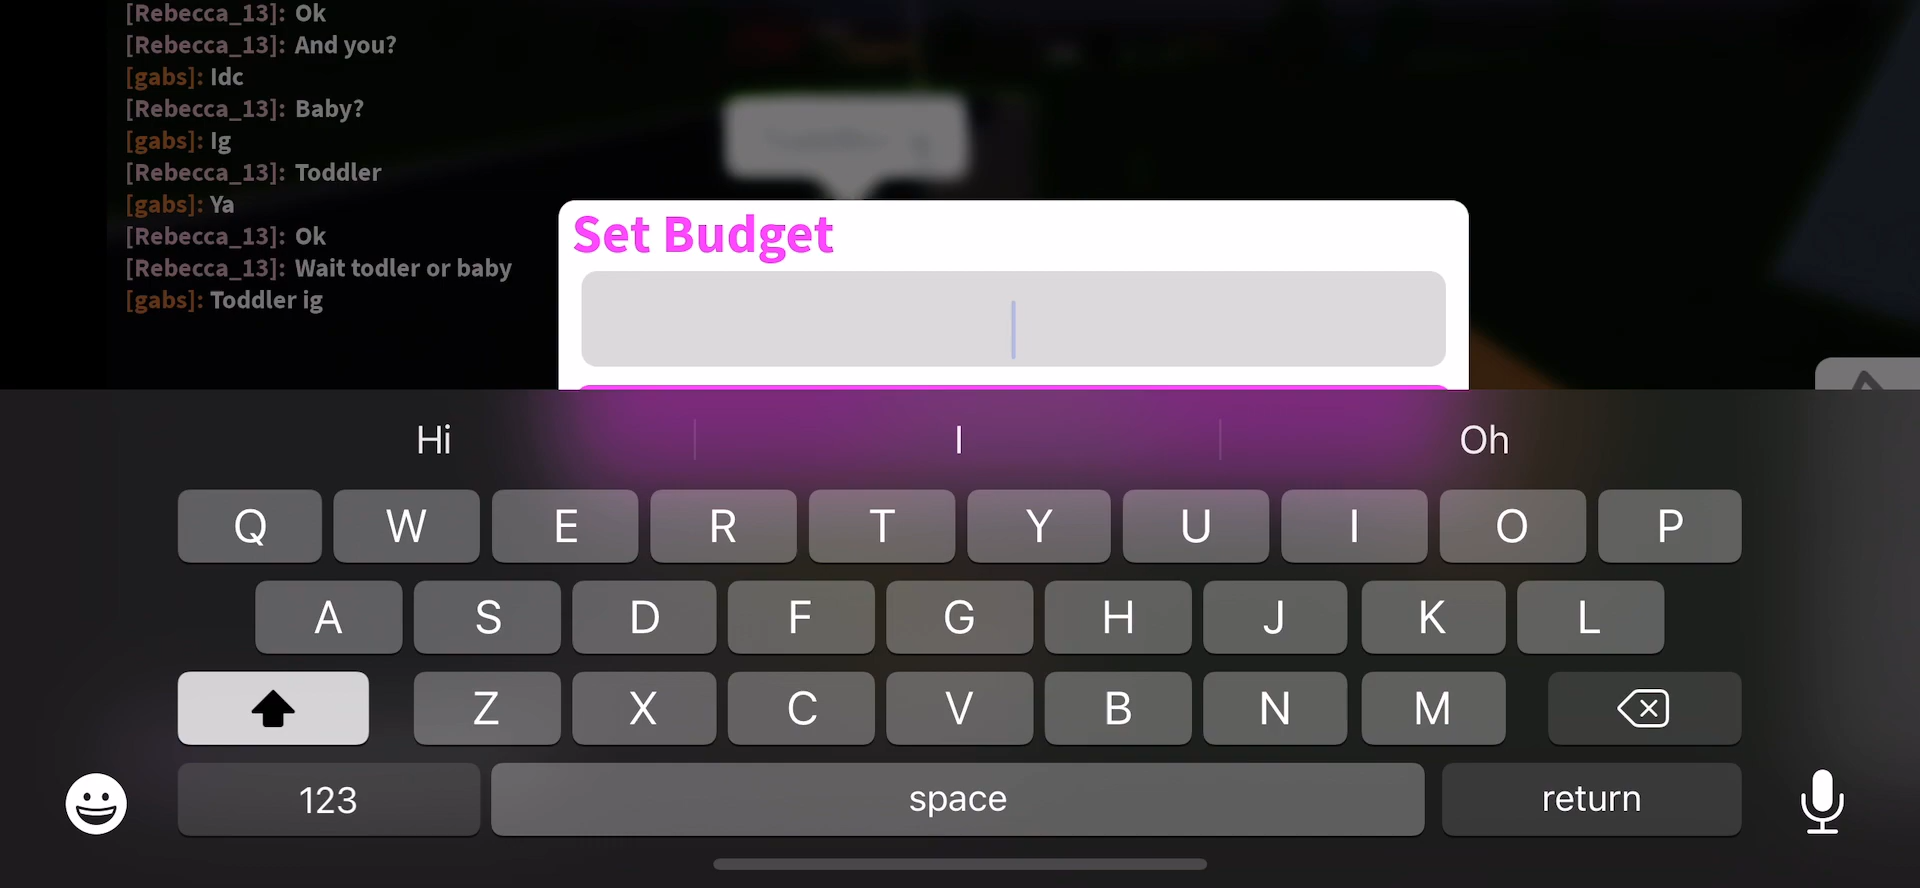 [Rebecca_13]: Ok
[Rebecca_13]: And you?
[gabs]: Idc
[Rebecca_13]: Baby?
[gabs]: Ig
[Rebecca_13]: Toddler
[gabs]: Ya
[Rebecca_13]: Ok
[Rebecca_13]: Wait todler or baby
[gabs]: Toddler ig
Set Budget
Hi I Oh
Q W E R T Y U I O P
A S D F G H J K L
Z X C V B N M
123 space return